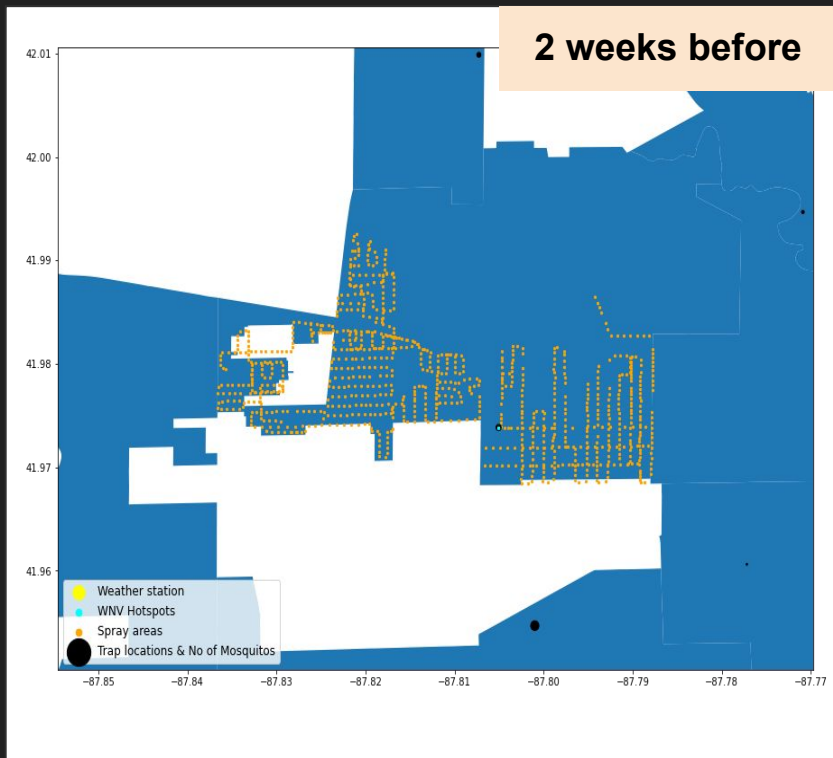 2 weeks before
42.01
42.00
41.99
41.98
41.97
41.96
Weather station
WNV Hotspots
Spray areas
Trap locations & No of Mosquitos
−87.85 −87.84 −87.83 −87.82 −87.81 −87.80 −87.79 −87.78 −87.77